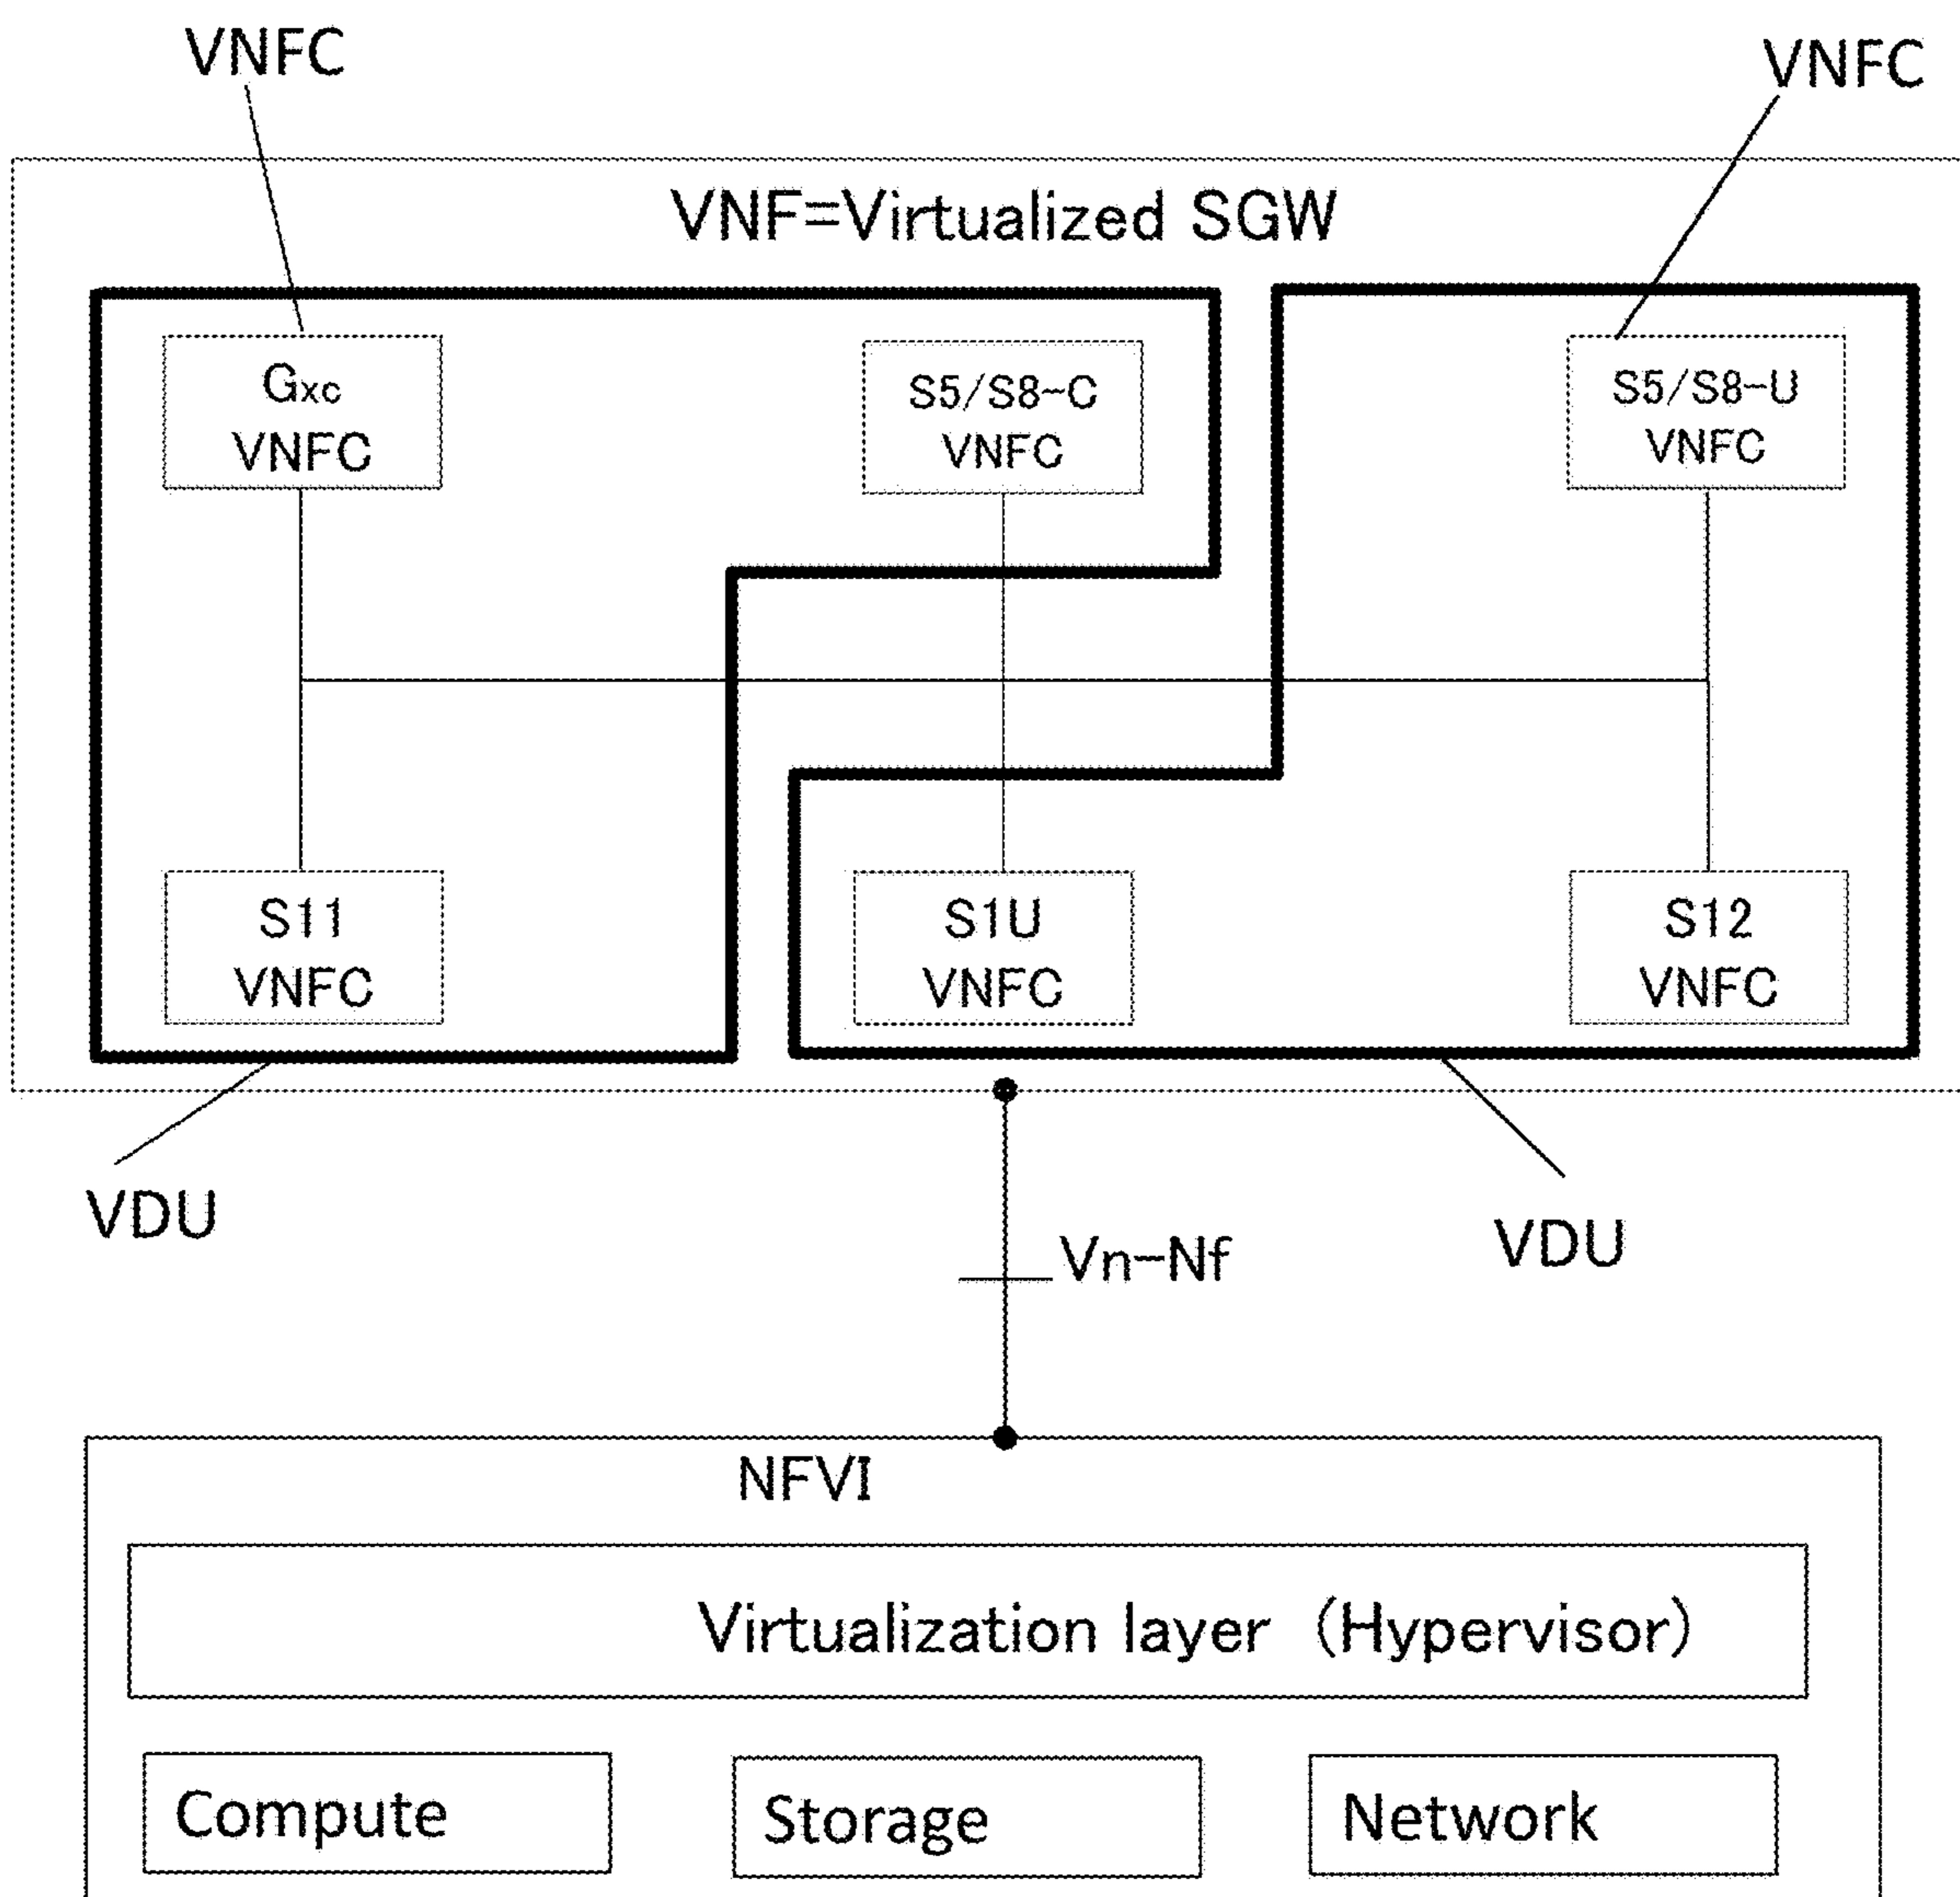 VNFC
VNFC
VNF=Virtualized SGW
Gxc
VNFC
S5/S8-C
VNFC
S5/S8-U
VNFC
S11
VNFC
S1U
VNFC
S12
VNFC
VDU
VDU
Vn-Nf
NFVI
Virtualization layer (Hypervisor)
Compute
Storage
Network